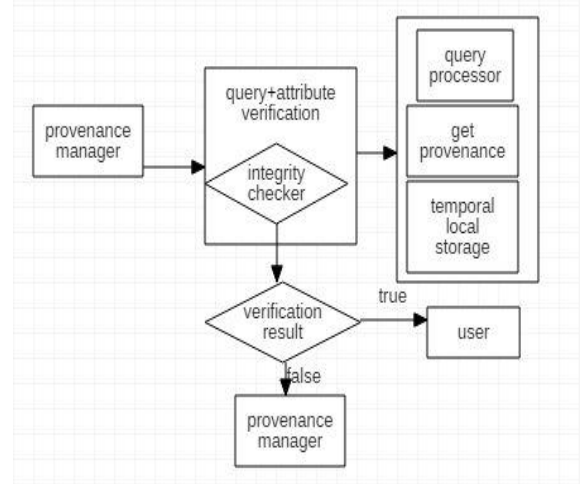 query
processor
query+attribute
verification
provenance
manager
get
provenance
integrity
checker
temporal
local
storage
true
verification
result
user
false
provenance
manager